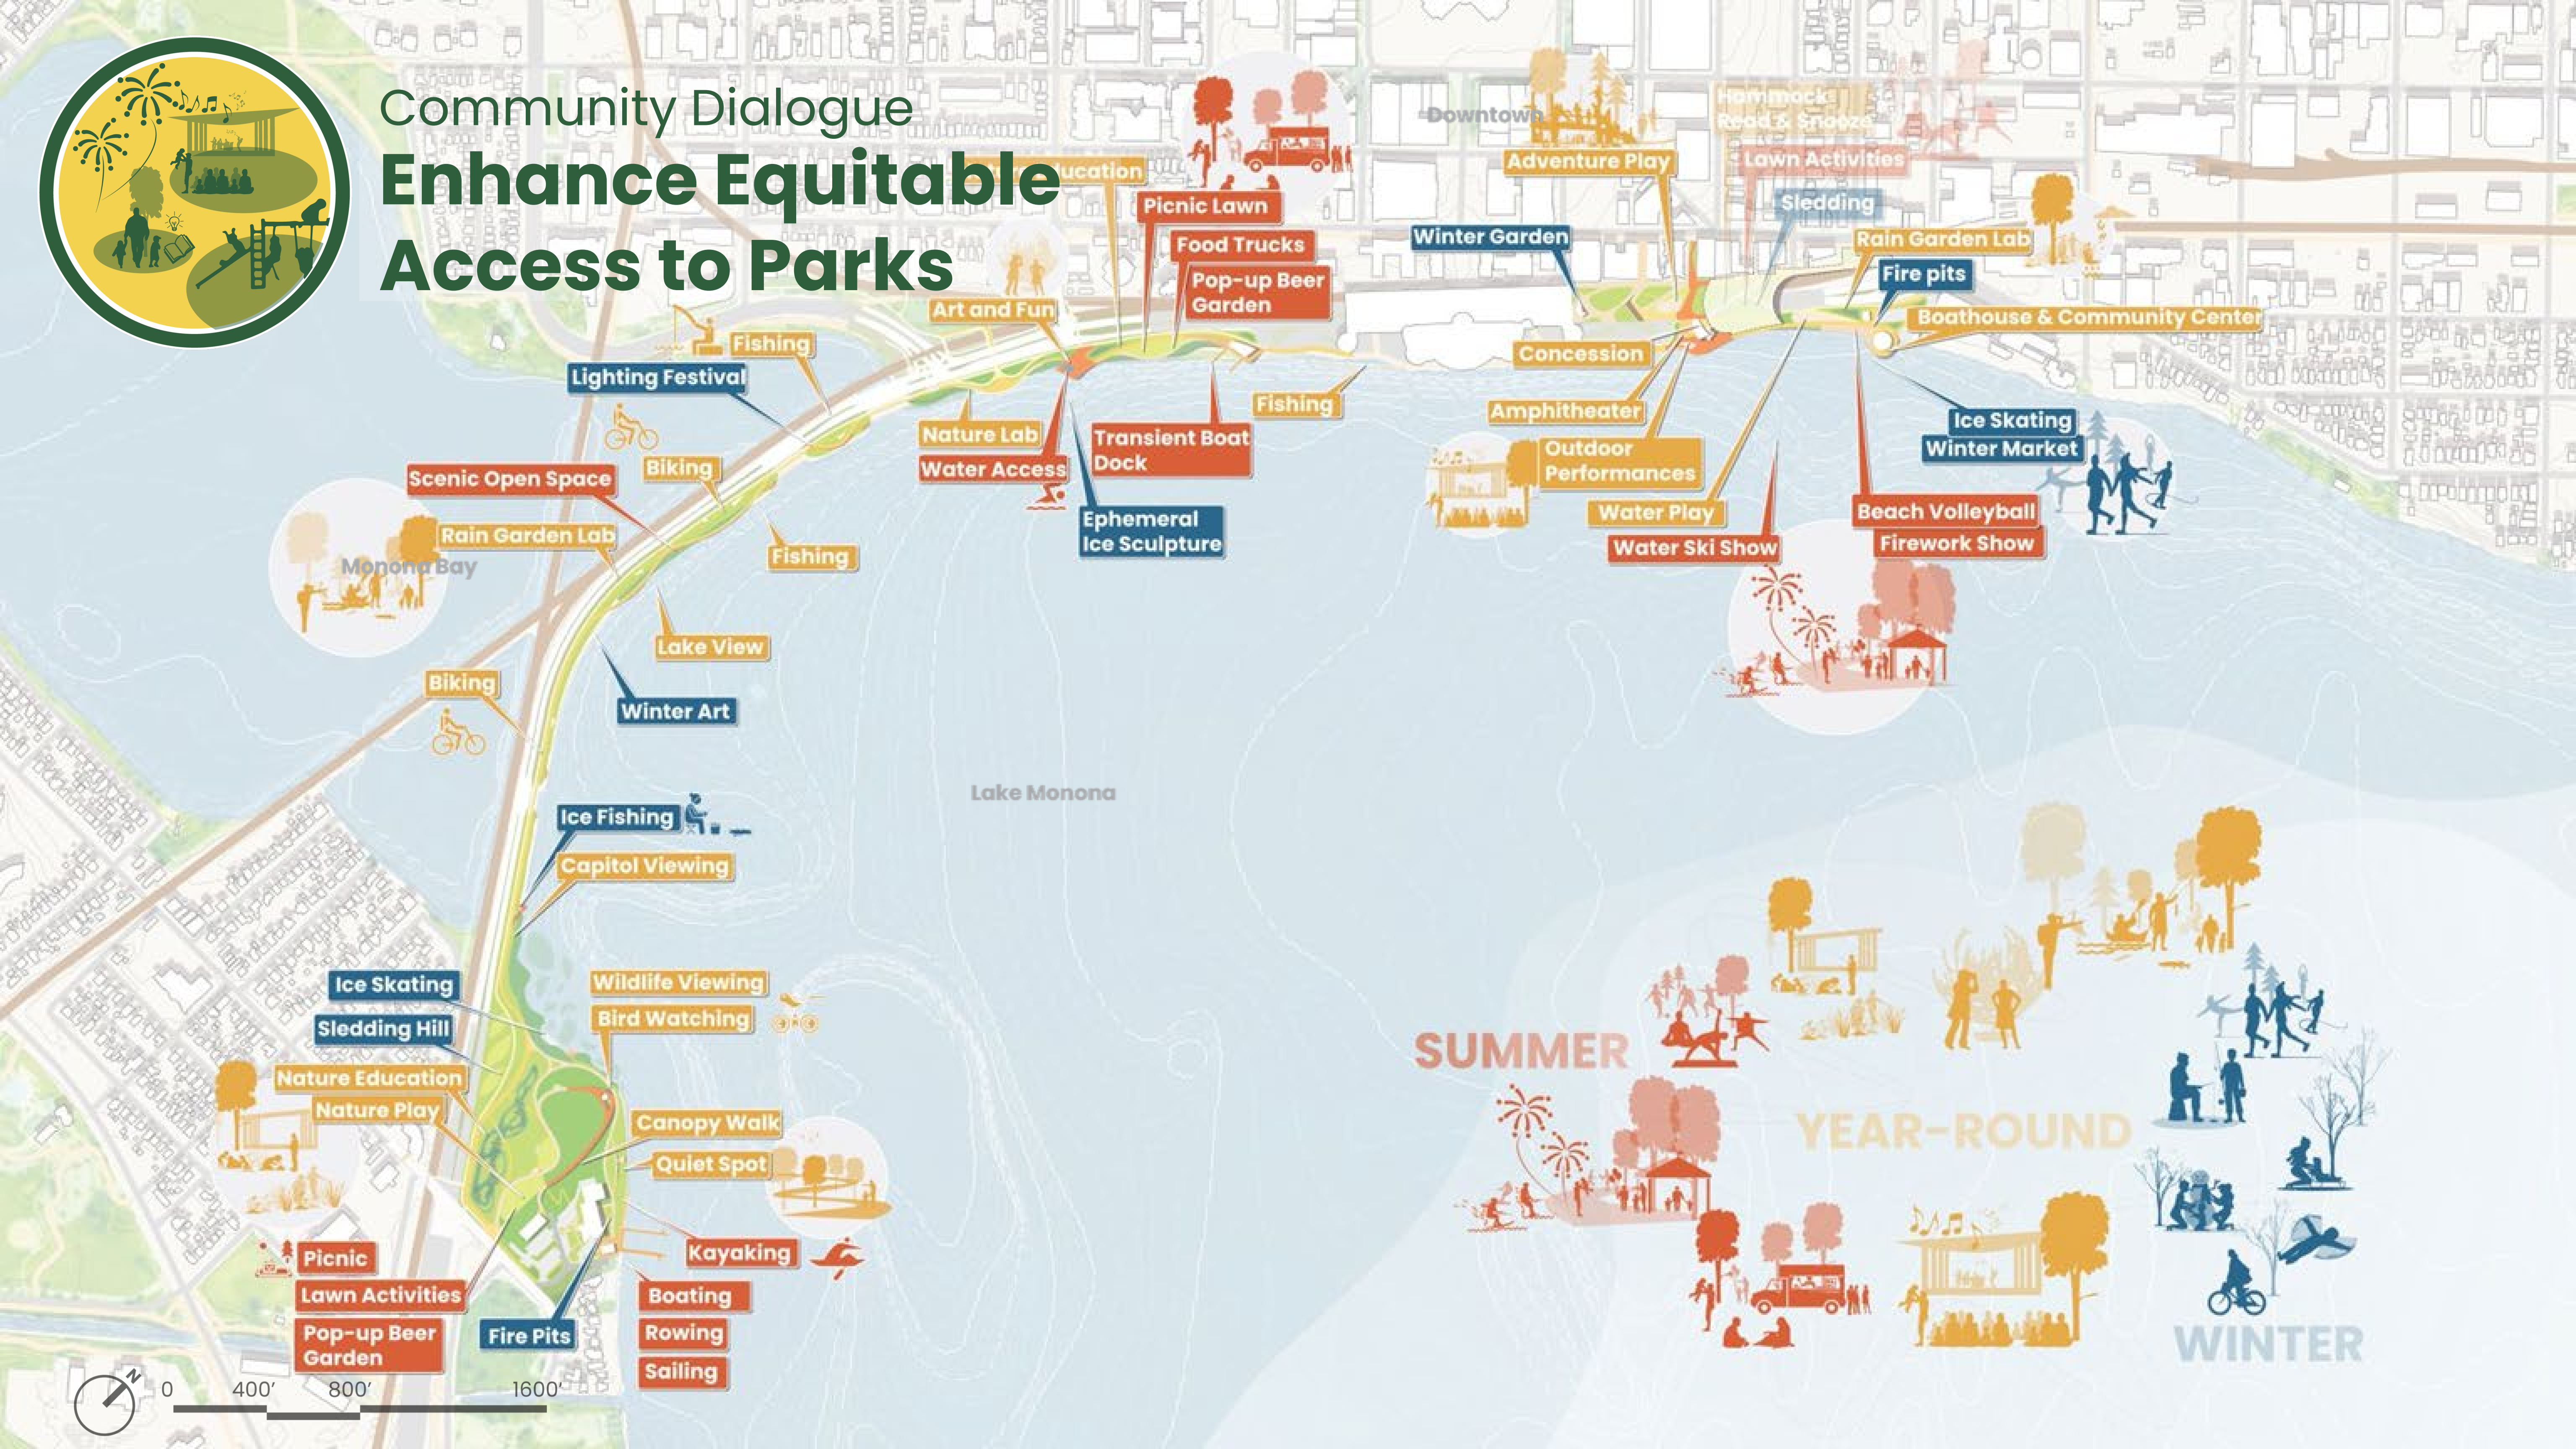 Community Dialogue
Enhance Equitable
Access to Parks
Downtown
Hammock
Read & Snooze
Adventure Play
Lawn Activities
ucation
Picnic Lawn
Sledding
Food Trucks
Winter Garden
Rain Garden Lab
Pop-up Beer
Garden
Fire pits
Art and Fun
Boathouse & Community Center
Fishing
Concession
Lighting Festival
Fishing
Amphitheater
Ice Skating
Nature Lab
Transient Boat
Dock
Outdoor
Performances
Winter Market
Biking
Water Access
Scenic Open Space
Water Play
Beach Volleyball
Ephemeral
Ice Sculpture
Rain Garden Lab
Water Ski Show
Firework Show
Fishing
Monona Bay
Lake View
Biking
Winter Art
Lake Monona
Ice Fishing
Capitol Viewing
Ice Skating
Wildlife Viewing
Bird Watching
Sledding Hill
SUMMER
Nature Education
Nature Play
Canopy Walk
YEAR-ROUND
Quiet Spot
Picnic
Kayaking
Lawn Activities
Boating
Pop-up Beer
Garden
Fire Pits
Rowing
WINTER
Sailing
N
0 400' 800' 1600'